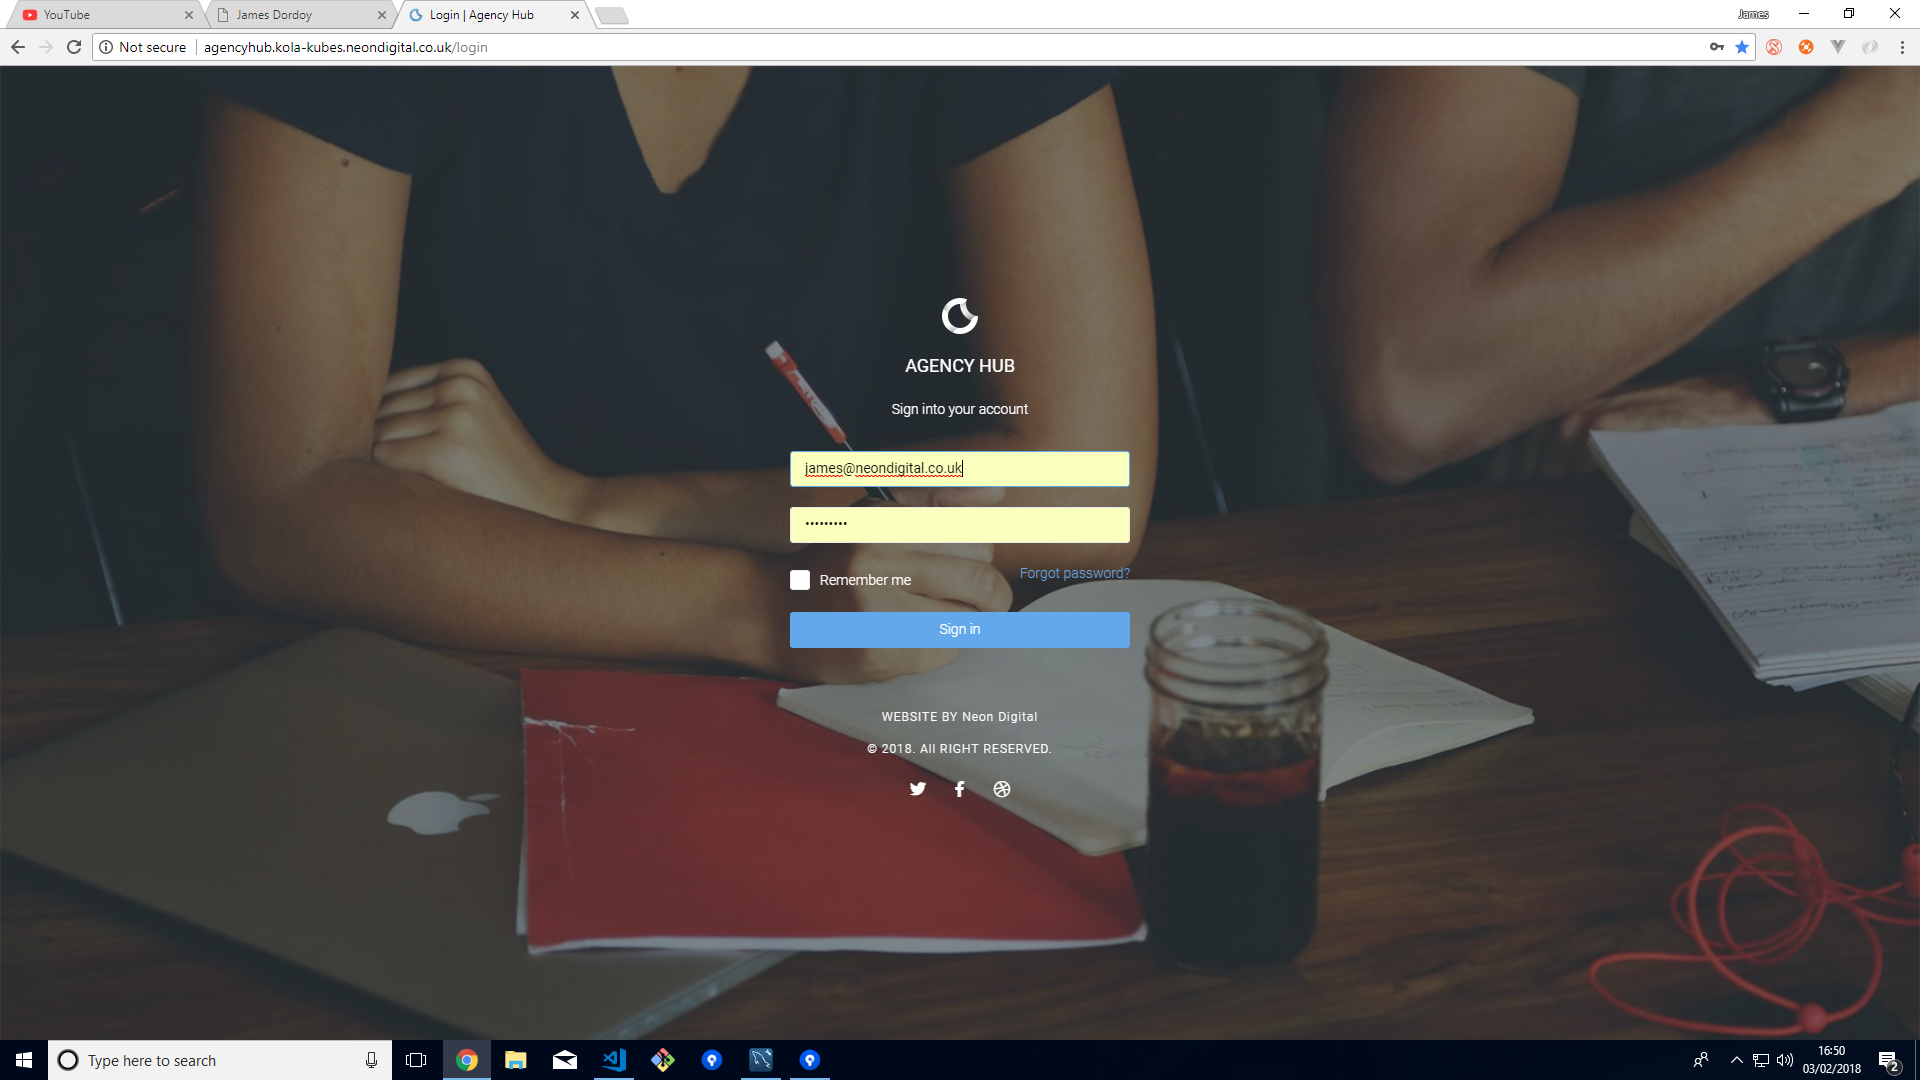 YouTube
James Dordoy
Login | Agency Hub
James
Not secure
agencyhub.kola-kubes.neondigital.co.uk/login
AGENCY HUB
Sign into your account
james@neondigital.co.uk
•••••••••
Remember me
Forgot password?
Sign in
WEBSITE BY Neon Digital
© 2018. All RIGHT RESERVED.
Type here to search
16:50
03/02/2018
2